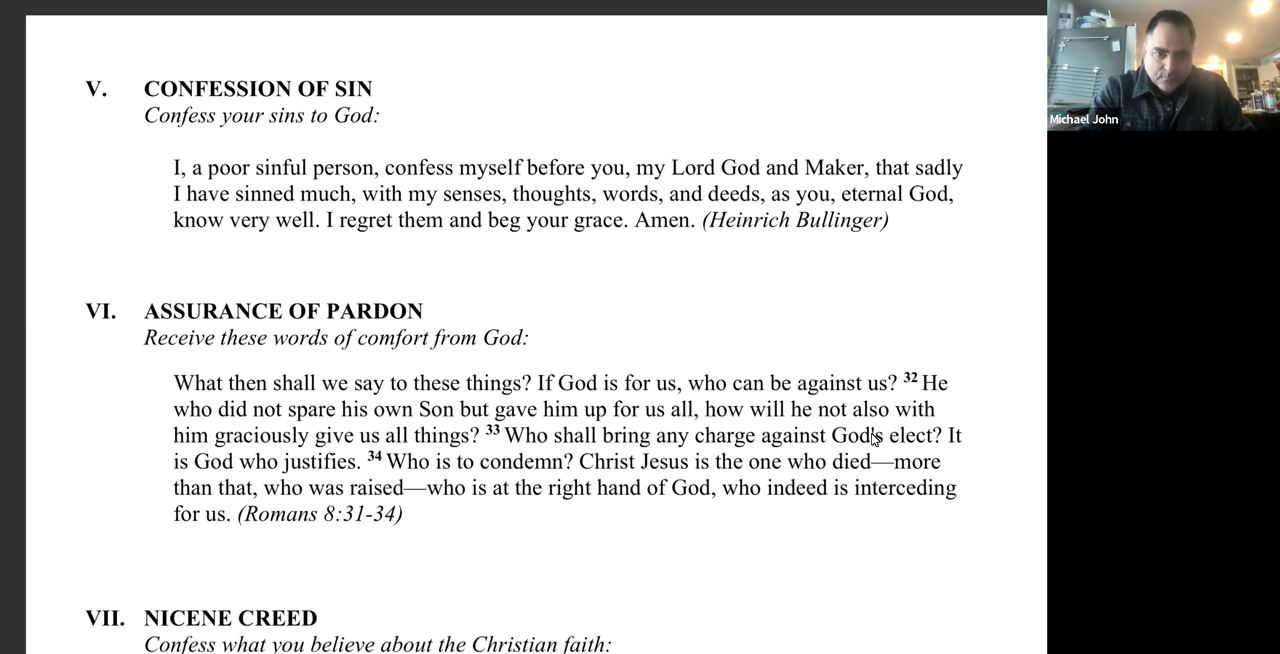 V. CONFESSION OF SIN
Confess your sins to God:
I, a poor sinful person, confess myself before you, my Lord God and Maker, that sadly
I have sinned much, with my senses, thoughts, words, and deeds, as you, eternal God,
know very well. I regret them and beg your grace. Amen. (Heinrich Bullinger)
VI. ASSURANCE OF PARDON
Receive these words of comfort from God:
What then shall we say to these things? If God is for us, who can be against us? 32 He
who did not spare his own Son but gave him up for us all, how will he not also with
him graciously give us all things? 33 Who shall bring any charge against God's elect? It
is God who justifies. 34 Who is to condemn? Christ Jesus is the one who died—more
than that, who was raised—who is at the right hand of God, who indeed is interceding
for us. (Romans 8:31-34)
VII. NICENE CREED
Confess what you believe about the Christian faith:
Michael John